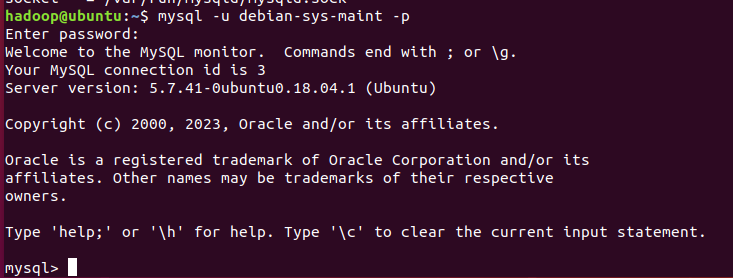 socket = /var/run/mysqld/mysqld.sock
hadoop@ubuntu:~$ mysql -u debian-sys-maint -p
Enter password:
Welcome to the MySQL monitor.  Commands end with ; or \g.
Your MySQL connection id is 3
Server version: 5.7.41-0ubuntu0.18.04.1 (Ubuntu)
Copyright (c) 2000, 2023, Oracle and/or its affiliates.
Oracle is a registered trademark of Oracle Corporation and/or its
affiliates. Other names may be trademarks of their respective
owners.
Type 'help;' or '\h' for help. Type '\c' to clear the current input statement.
mysql>